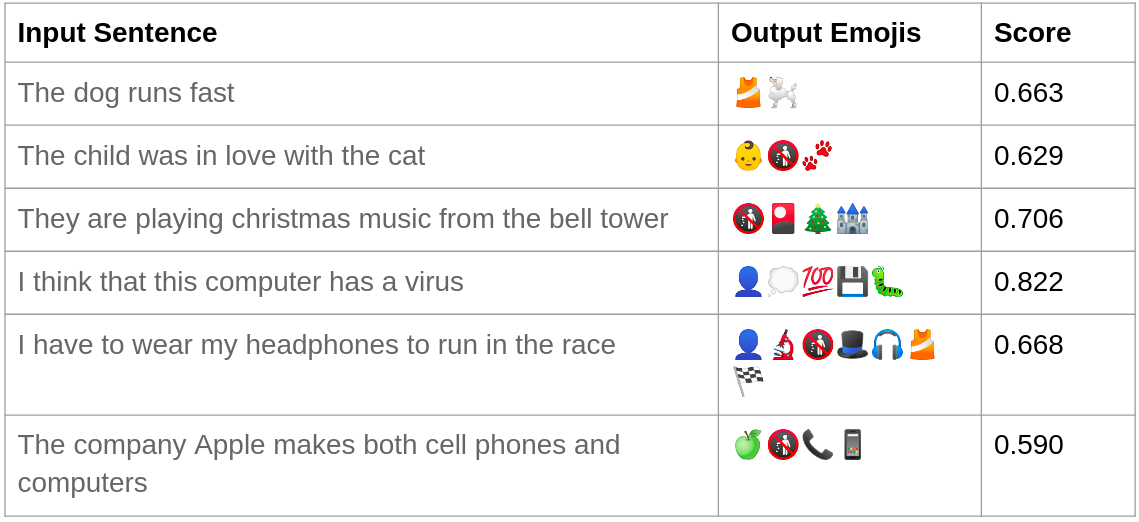 Input Sentence Output Emojis Score
The dog runs fast 🎽🐩 0.663
The child was in love with the cat 👶🚯🐾 0.629
They are playing christmas music from the bell tower 🚯🎴🎄🏰 0.706
I think that this computer has a virus 👤💭💯💾🐛 0.822
I have to wear my headphones to run in the race 👤🔬🚯🎩🎧🎽 0.668
🏁
The company Apple makes both cell phones and 🍏🚯📞📱 0.590
computers